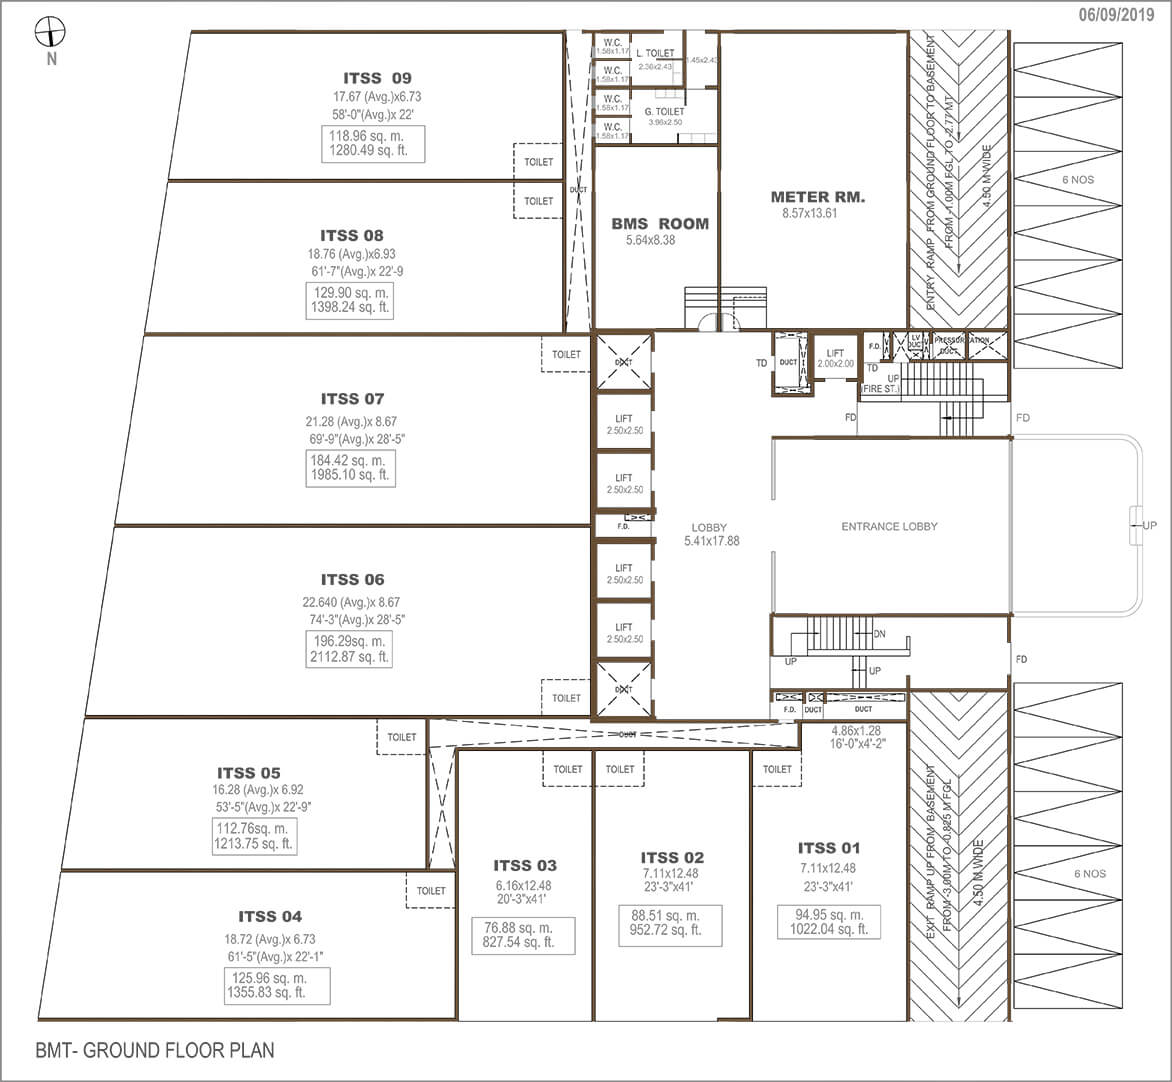 06/09/2019
N
ITSS 09
17.67 (Avg.)x6.73
58'-0"(Avg.)x 22'
118.96 sq. m.
1280.49 sq. ft.
TOILET
TOILET
DUCT
W.C.
1.58x1.17
W.C.
1.58x1.17
L. TOILET
2.36x2.43
1.45x2.43
W.C.
1.58x1.17
W.C.
1.58x1.17
G. TOILET
3.96x2.50
METER RM.
8.57x13.61
BMS ROOM
5.64x8.38
ENTRY RAMP FROM GROUND FLOOR TO BASEMENT
FROM -1.00M FGL TO -2.77 MT
4.50 M WIDE
6 NOS
ITSS 08
18.76 (Avg.)x6.93
61'-7"(Avg.)x 22'-9
129.90 sq. m.
1398.24 sq. ft.
TOILET
DUCT
TD
DUCT
LIFT
2.00x2.00
F.D.
LV
DUCT
PRESSURIZATION
DUCT
TD
UP
(FIRE ST.)
FD
FD
ITSS 07
21.28 (Avg.)x 8.67
69'-9"(Avg.)x 28'-5"
184.42 sq. m.
1985.10 sq. ft.
LIFT
2.50x2.50
LIFT
2.50x2.50
F.D.
LOBBY
5.41x17.88
ENTRANCE LOBBY
UP
ITSS 06
22.640 (Avg.)x 8.67
74'-3"(Avg.)x 28'-5"
196.29sq. m.
2112.87 sq. ft.
LIFT
2.50x2.50
LIFT
2.50x2.50
DUCT
TOILET
DN
UP
UP
FD
F.D.
DUCT
DUCT
4.86x1.28
16'-0"x4'-2"
TOILET
DUCT
ITSS 05
16.28 (Avg.)x 6.92
53'-5"(Avg.)x 22'-9"
112.76sq. m.
1213.75 sq. ft.
TOILET
TOILET
TOILET
TOILET
ITSS 04
18.72 (Avg.)x 6.73
61'-5"(Avg.)x 22'-1"
125.96 sq. m.
1355.83 sq. ft.
ITSS 03
6.16x12.48
20'-3"x41'
76.88 sq. m.
827.54 sq. ft.
ITSS 02
7.11x12.48
23'-3"x41'
88.51 sq. m.
952.72 sq. ft.
ITSS 01
7.11x12.48
23'-3"x41'
94.95 sq. m.
1022.04 sq. ft.
EXIT RAMP UP FROM BASEMENT
FROM -3.00M TO -0.825 M FGL
4.50 M WIDE
6 NOS
BMT- GROUND FLOOR PLAN